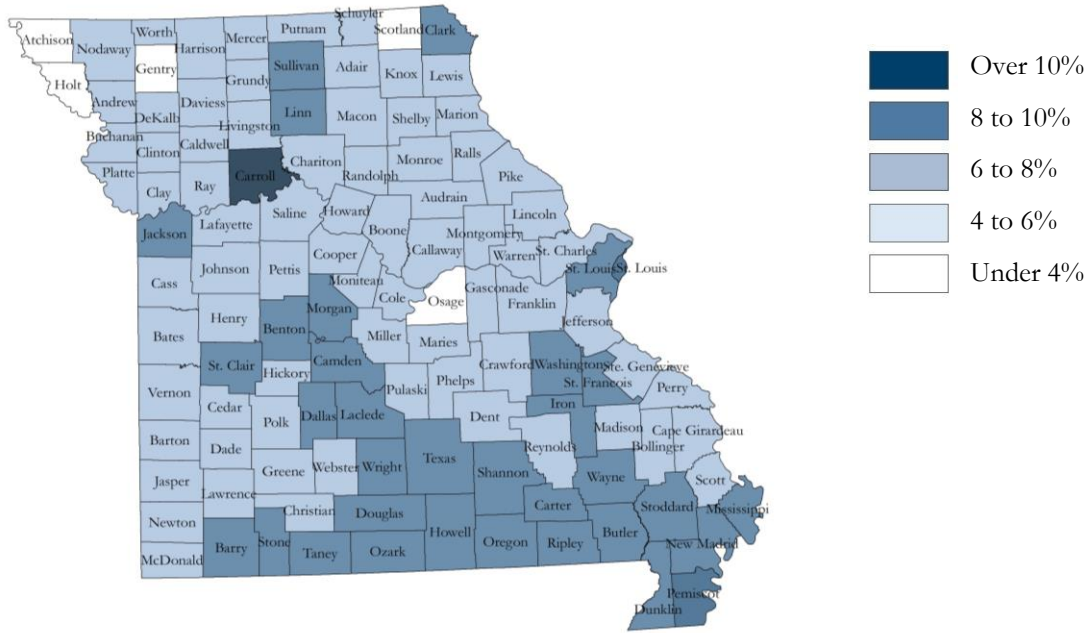 Schuyler
Atchison Nodaway Worth Harrison Mercer Putnam Scotland Clark
Holt Gentry Grundy Sullivan Adair Knox Lewis
Andrew DeKalb Daviess Livingston Linn Macon Shelby Marion
Buchanan Clinton Caldwell Carroll Chariton Randolph Monroe Ralls Pike
Platte Clay Ray Audrain
Jackson Lafayette Saline Howard Boone Callaway Montgomery Lincoln
Cass Johnson Pettis Cooper Moniteau Cole Osage Gasconade Warren St. Charles St. Louis St. Louis
Bates Henry Benton Morgan Miller Maries Franklin Jefferson
Vernon St. Clair Hickory Camden Pulaski Phelps Crawford Washington St. Francois Ste. Genevieve Perry
Barton Cedar Polk Dallas Laclede Dent Iron Madison Cape Girardeau
Dade Texas Reynolds Bollinger
Jasper Greene Webster Wright Shannon Wayne Scott
Lawrence Christian Douglas Carter Stoddard Mississippi
Newton Barry Stone Taney Ozark Howell Oregon Ripley Butler New Madrid
McDonald Dunklin Pemiscot
Over 10%
8 to 10%
6 to 8%
4 to 6%
Under 4%